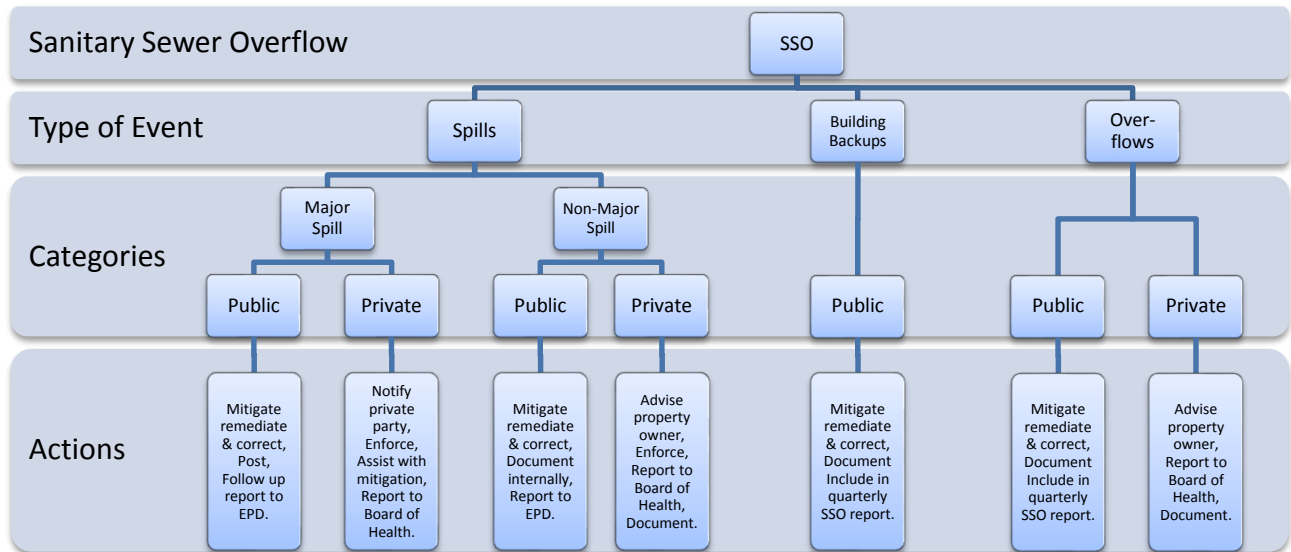 Sanitary Sewer Overflow
SSO
Type of Event
Spills
Building
Backups
Over-
flows
Categories
Major
Spill
Non-Major
Spill
Public
Private
Public
Private
Public
Public
Private
Actions
Mitigate
remediate
& correct,
Post,
Follow up
report to
EPD.
Notify
private
party,
Enforce,
Assist with
mitigation,
Report to
Board of
Health.
Mitigate
remediate
& correct,
Document
internally,
Report to
EPD.
Advise
property
owner,
Enforce,
Report to
Board of
Health,
Document.
Mitigate
remediate
& correct,
Document
Include in
quarterly
SSO report.
Mitigate
remediate
& correct,
Document
Include in
quarterly
SSO report.
Advise
property
owner,
Report to
Board of
Health,
Document.